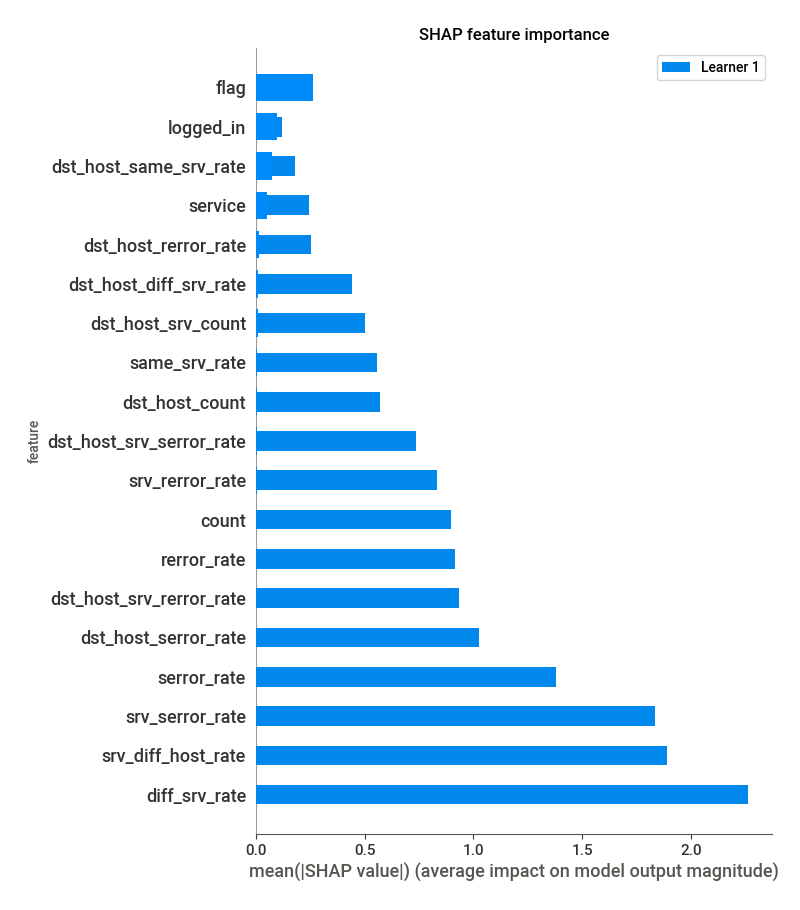 SHAP feature importance
Learner 1
flag
logged_in
dst_host_same_srv_rate
service
dst_host_rerror_rate
dst_host_diff_srv_rate
dst_host_srv_count
same_srv_rate
dst_host_count
dst_host_srv_serror_rate
srv_rerror_rate
count
rerror_rate
dst_host_srv_rerror_rate
dst_host_serror_rate
serror_rate
srv_serror_rate
srv_diff_host_rate
diff_srv_rate
feature
0.0 0.5 1.0 1.5 2.0
mean(|SHAP value|) (average impact on model output magnitude)